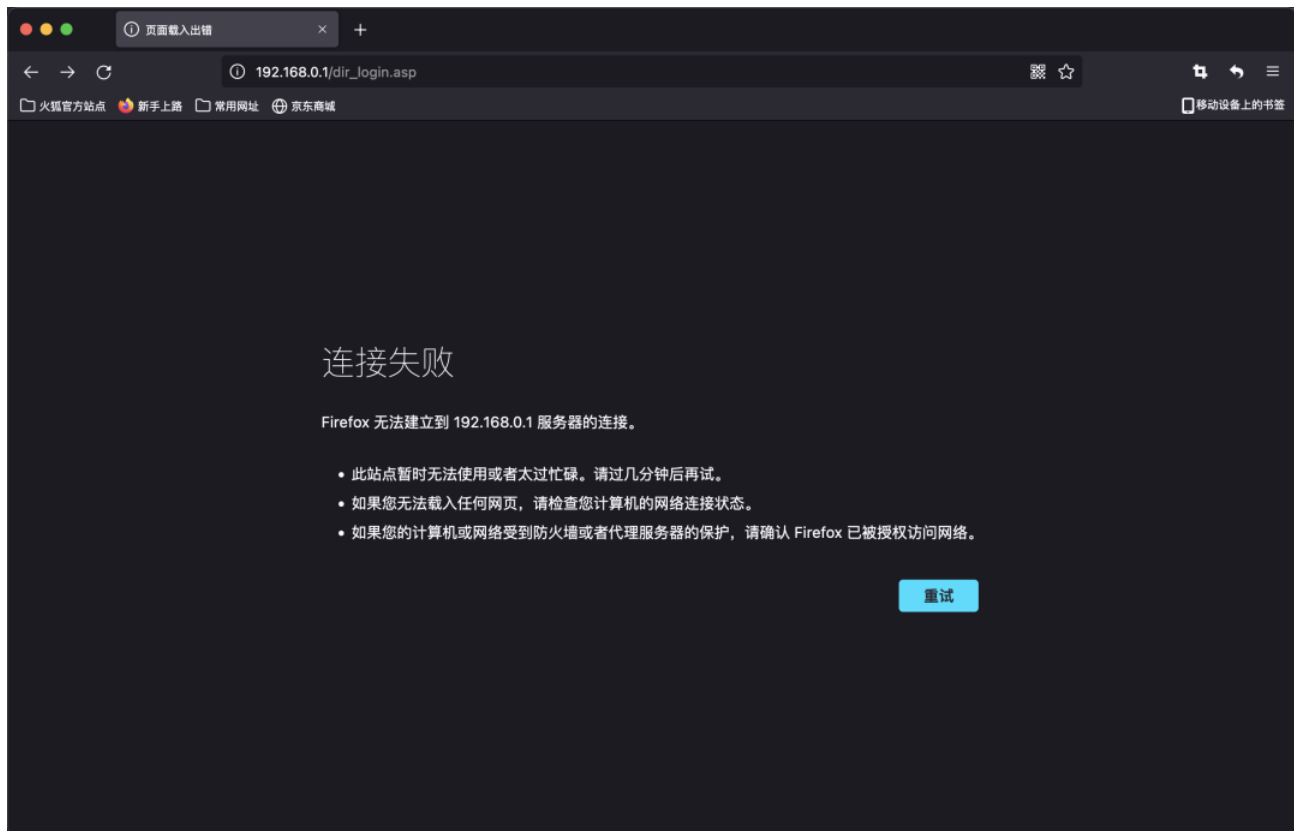 页面载入出错
192.168.0.1/dir_login.asp
火狐官方站点 新手上路 常用网址 京东商城 移动设备上的书签
连接失败
Firefox 无法建立到 192.168.0.1 服务器的连接。
• 此站点暂时无法使用或者太过忙碌。请过几分钟后再试。
• 如果您无法载入任何网页，请检查您计算机的网络连接状态。
• 如果您的计算机或网络受到防火墙或者代理服务器的保护，请确认 Firefox 已被授权访问网络。
重试